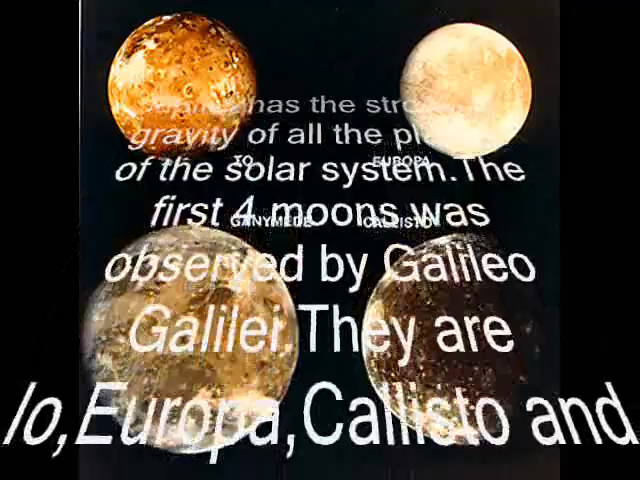 has the
gravity of all the
of the solar system.The
IO
EUROPA
first 4 moons was
GANYMEDE
CALLISTO
observed by Galileo
Galilei.They are
Io,Europa,Callisto and